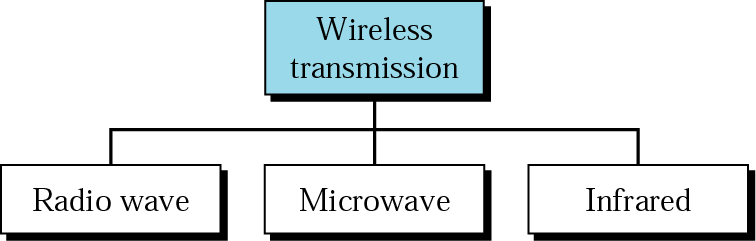 Wireless
transmission
Radio wave
Microwave
Infrared